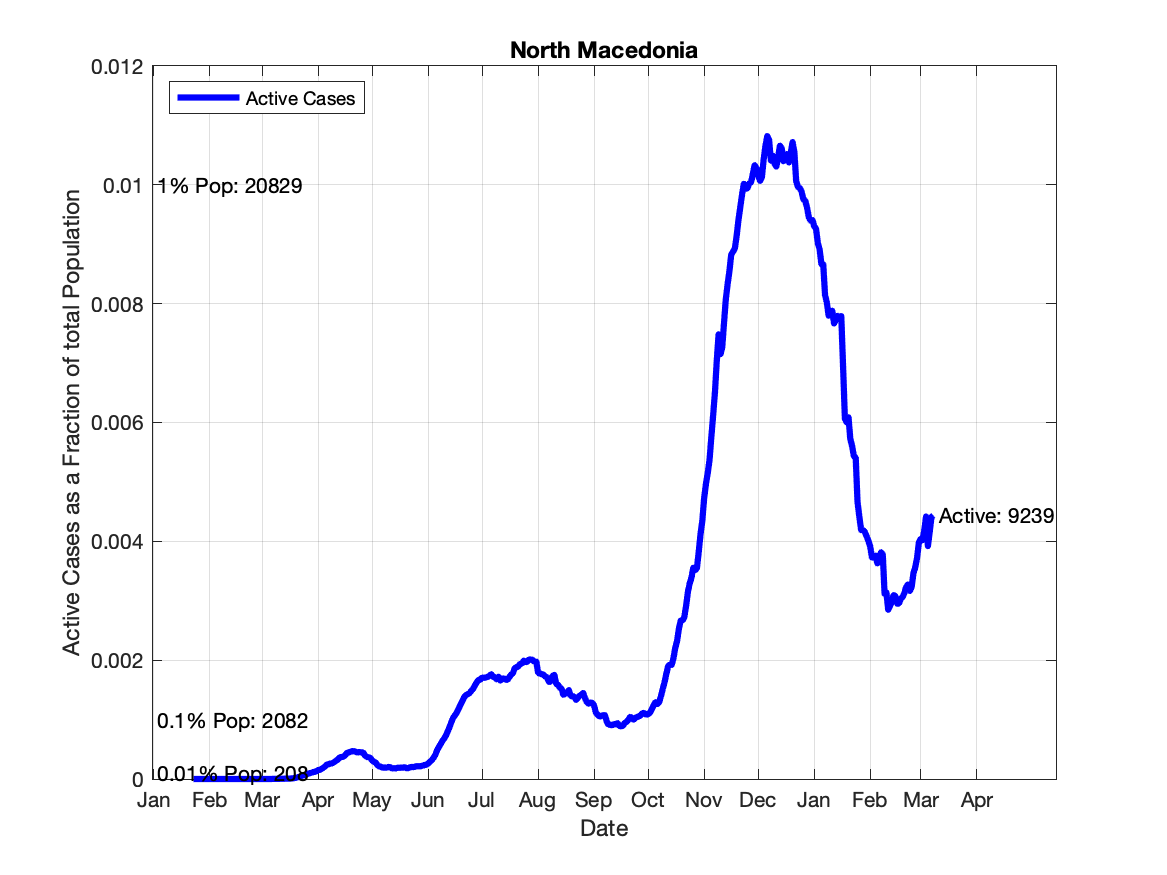 North Macedonia
0.012
Active Cases
0.01
1% Pop: 20829
0.008
0.006
Active: 9239
0.004
0.002
0.1% Pop: 2082
0.01% Pop: 208
0
Jan Feb Mar Apr May Jun Jul Aug Sep Oct Nov Dec Jan Feb Mar Apr
Date
Active Cases as a Fraction of total Population